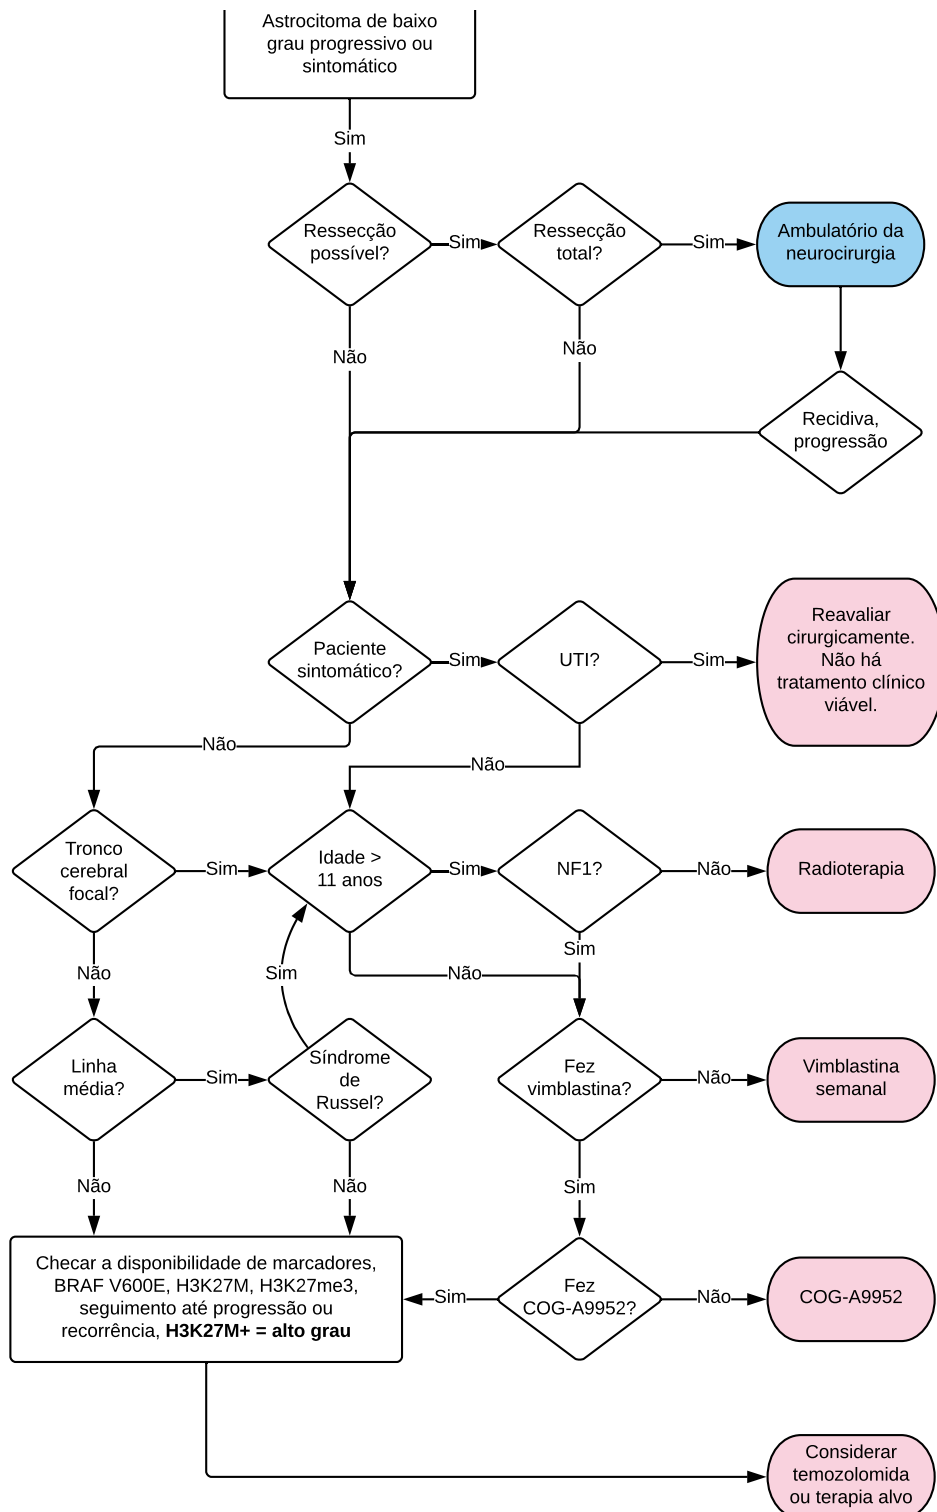 Astrocitoma de baixo
grau progressivo ou
sintomático
Sim
Ressecção
possível?
Sim
Ressecção
total?
Sim
Ambulatório da
neurocirurgia
Não
Não
Recidiva,
progressão
Paciente
sintomático?
Sim
UTI?
Sim
Reavaliar
cirurgicamente.
Não há
tratamento clínico
viável.
Não
Não
Tronco
cerebral
focal?
Sim
Idade >
11 anos
Sim
NF1?
Não
Radioterapia
Não
Sim
Não
Sim
Linha
média?
Sim
Síndrome
de
Russel?
Fez
vimblastina?
Não
Vimblastina
semanal
Não
Não
Sim
Checar a disponibilidade de marcadores,
BRAF V600E, H3K27M, H3K27me3,
seguimento até progressão ou
recorrência, H3K27M+ = alto grau
Sim
Fez
COG-A9952?
Não
COG-A9952
Considerar
temozolomida
ou terapia alvo